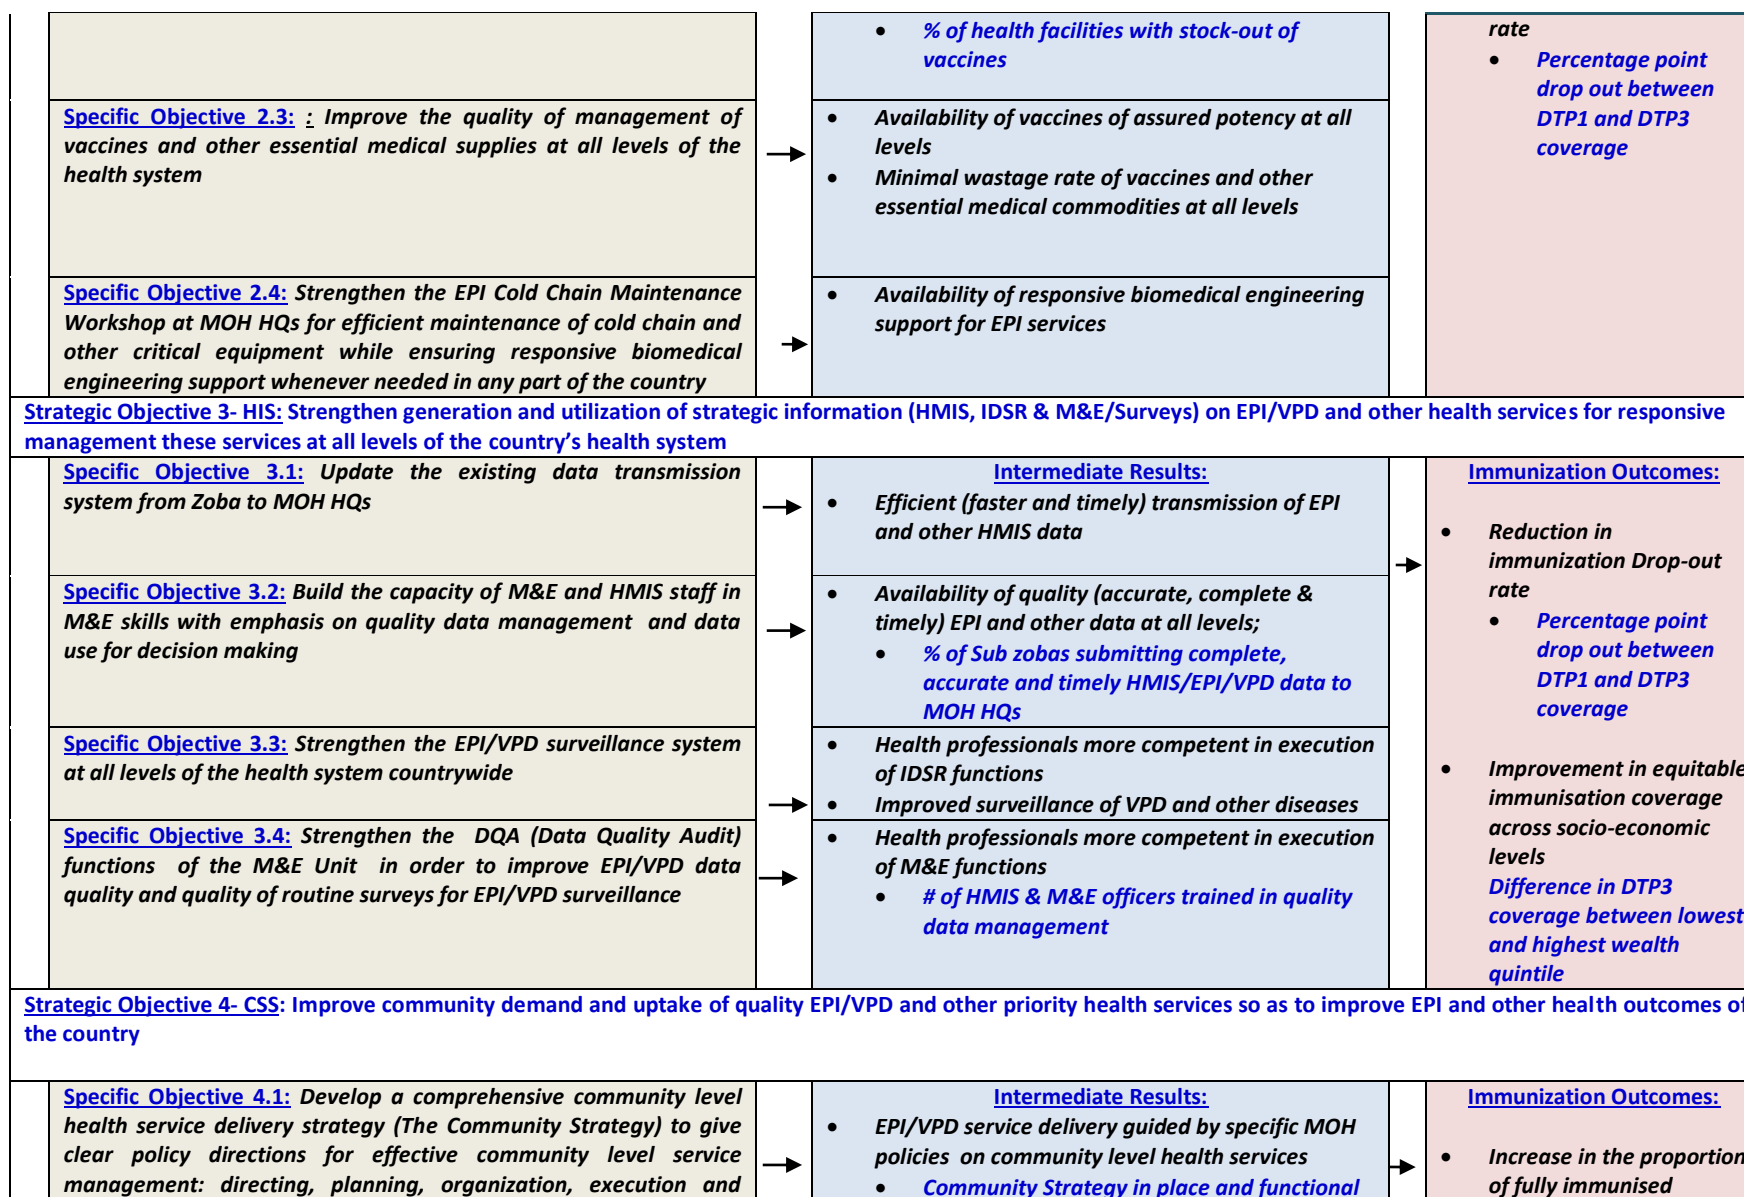 • % of health facilities with stock-out of
vaccines
rate
• Percentage point
drop out between
DTP1 and DTP3
coverage
Specific Objective 2.3: : Improve the quality of management of
vaccines and other essential medical supplies at all levels of the
health system
• Availability of vaccines of assured potency at all
levels
• Minimal wastage rate of vaccines and other
essential medical commodities at all levels
Specific Objective 2.4: Strengthen the EPI Cold Chain Maintenance
Workshop at MOH HQs for efficient maintenance of cold chain and
other critical equipment while ensuring responsive biomedical
engineering support whenever needed in any part of the country
• Availability of responsive biomedical engineering
support for EPI services
Strategic Objective 3- HIS: Strengthen generation and utilization of strategic information (HMIS, IDSR & M&E/Surveys) on EPI/VPD and other health services for responsive
management these services at all levels of the country's health system
Specific Objective 3.1: Update the existing data transmission
system from Zoba to MOH HQs
Intermediate Results:
• Efficient (faster and timely) transmission of EPI
and other HMIS data
Immunization Outcomes:
• Reduction in
immunization Drop-out
rate
• Percentage point
drop out between
DTP1 and DTP3
coverage
• Improvement in equitable
immunisation coverage
across socio-economic
levels
Difference in DTP3
coverage between lowest
and highest wealth
quintile
Specific Objective 3.2: Build the capacity of M&E and HMIS staff in
M&E skills with emphasis on quality data management and data
use for decision making
• Availability of quality (accurate, complete &
timely) EPI and other data at all levels;
• % of Sub zobas submitting complete,
accurate and timely HMIS/EPI/VPD data to
MOH HQs
Specific Objective 3.3: Strengthen the EPI/VPD surveillance system
at all levels of the health system countrywide
• Health professionals more competent in execution
of IDSR functions
• Improved surveillance of VPD and other diseases
Specific Objective 3.4: Strengthen the DQA (Data Quality Audit)
functions of the M&E Unit in order to improve EPI/VPD data
quality and quality of routine surveys for EPI/VPD surveillance
• Health professionals more competent in execution
of M&E functions
• # of HMIS & M&E officers trained in quality
data management
Strategic Objective 4- CSS: Improve community demand and uptake of quality EPI/VPD and other priority health services so as to improve EPI and other health outcomes of
the country
Specific Objective 4.1: Develop a comprehensive community level
health service delivery strategy (The Community Strategy) to give
clear policy directions for effective community level service
management: directing, planning, organization, execution and
Intermediate Results:
• EPI/VPD service delivery guided by specific MOH
policies on community level health services
• Community Strategy in place and functional
Immunization Outcomes:
• Increase in the proportion
of fully immunised